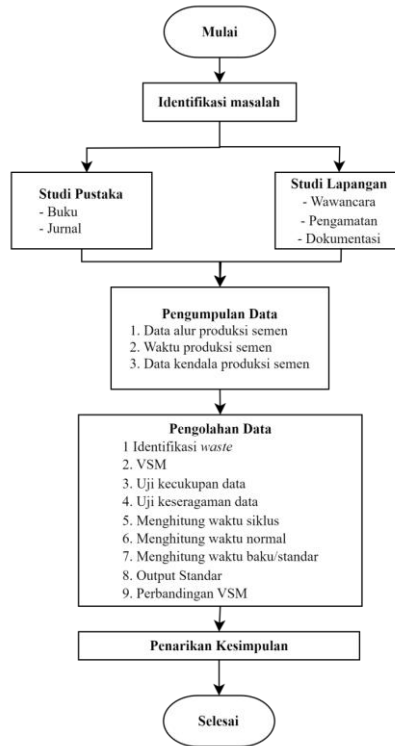 Mulai
Identifikasi masalah
Studi Pustaka
- Buku
- Jurnal
Studi Lapangan
- Wawancara
- Pengamatan
- Dokumentasi
Pengumpulan Data
1. Data alur produksi semen
2. Waktu produksi semen
3. Data kendala produksi semen
Pengolahan Data
1 Identifikasi waste
2. VSM
3. Uji kecukupan data
4. Uji keseragaman data
5. Menghitung waktu siklus
6. Menghitung waktu normal
7. Menghitung waktu baku/standar
8. Output Standar
9. Perbandingan VSM
Penarikan Kesimpulan
Selesai